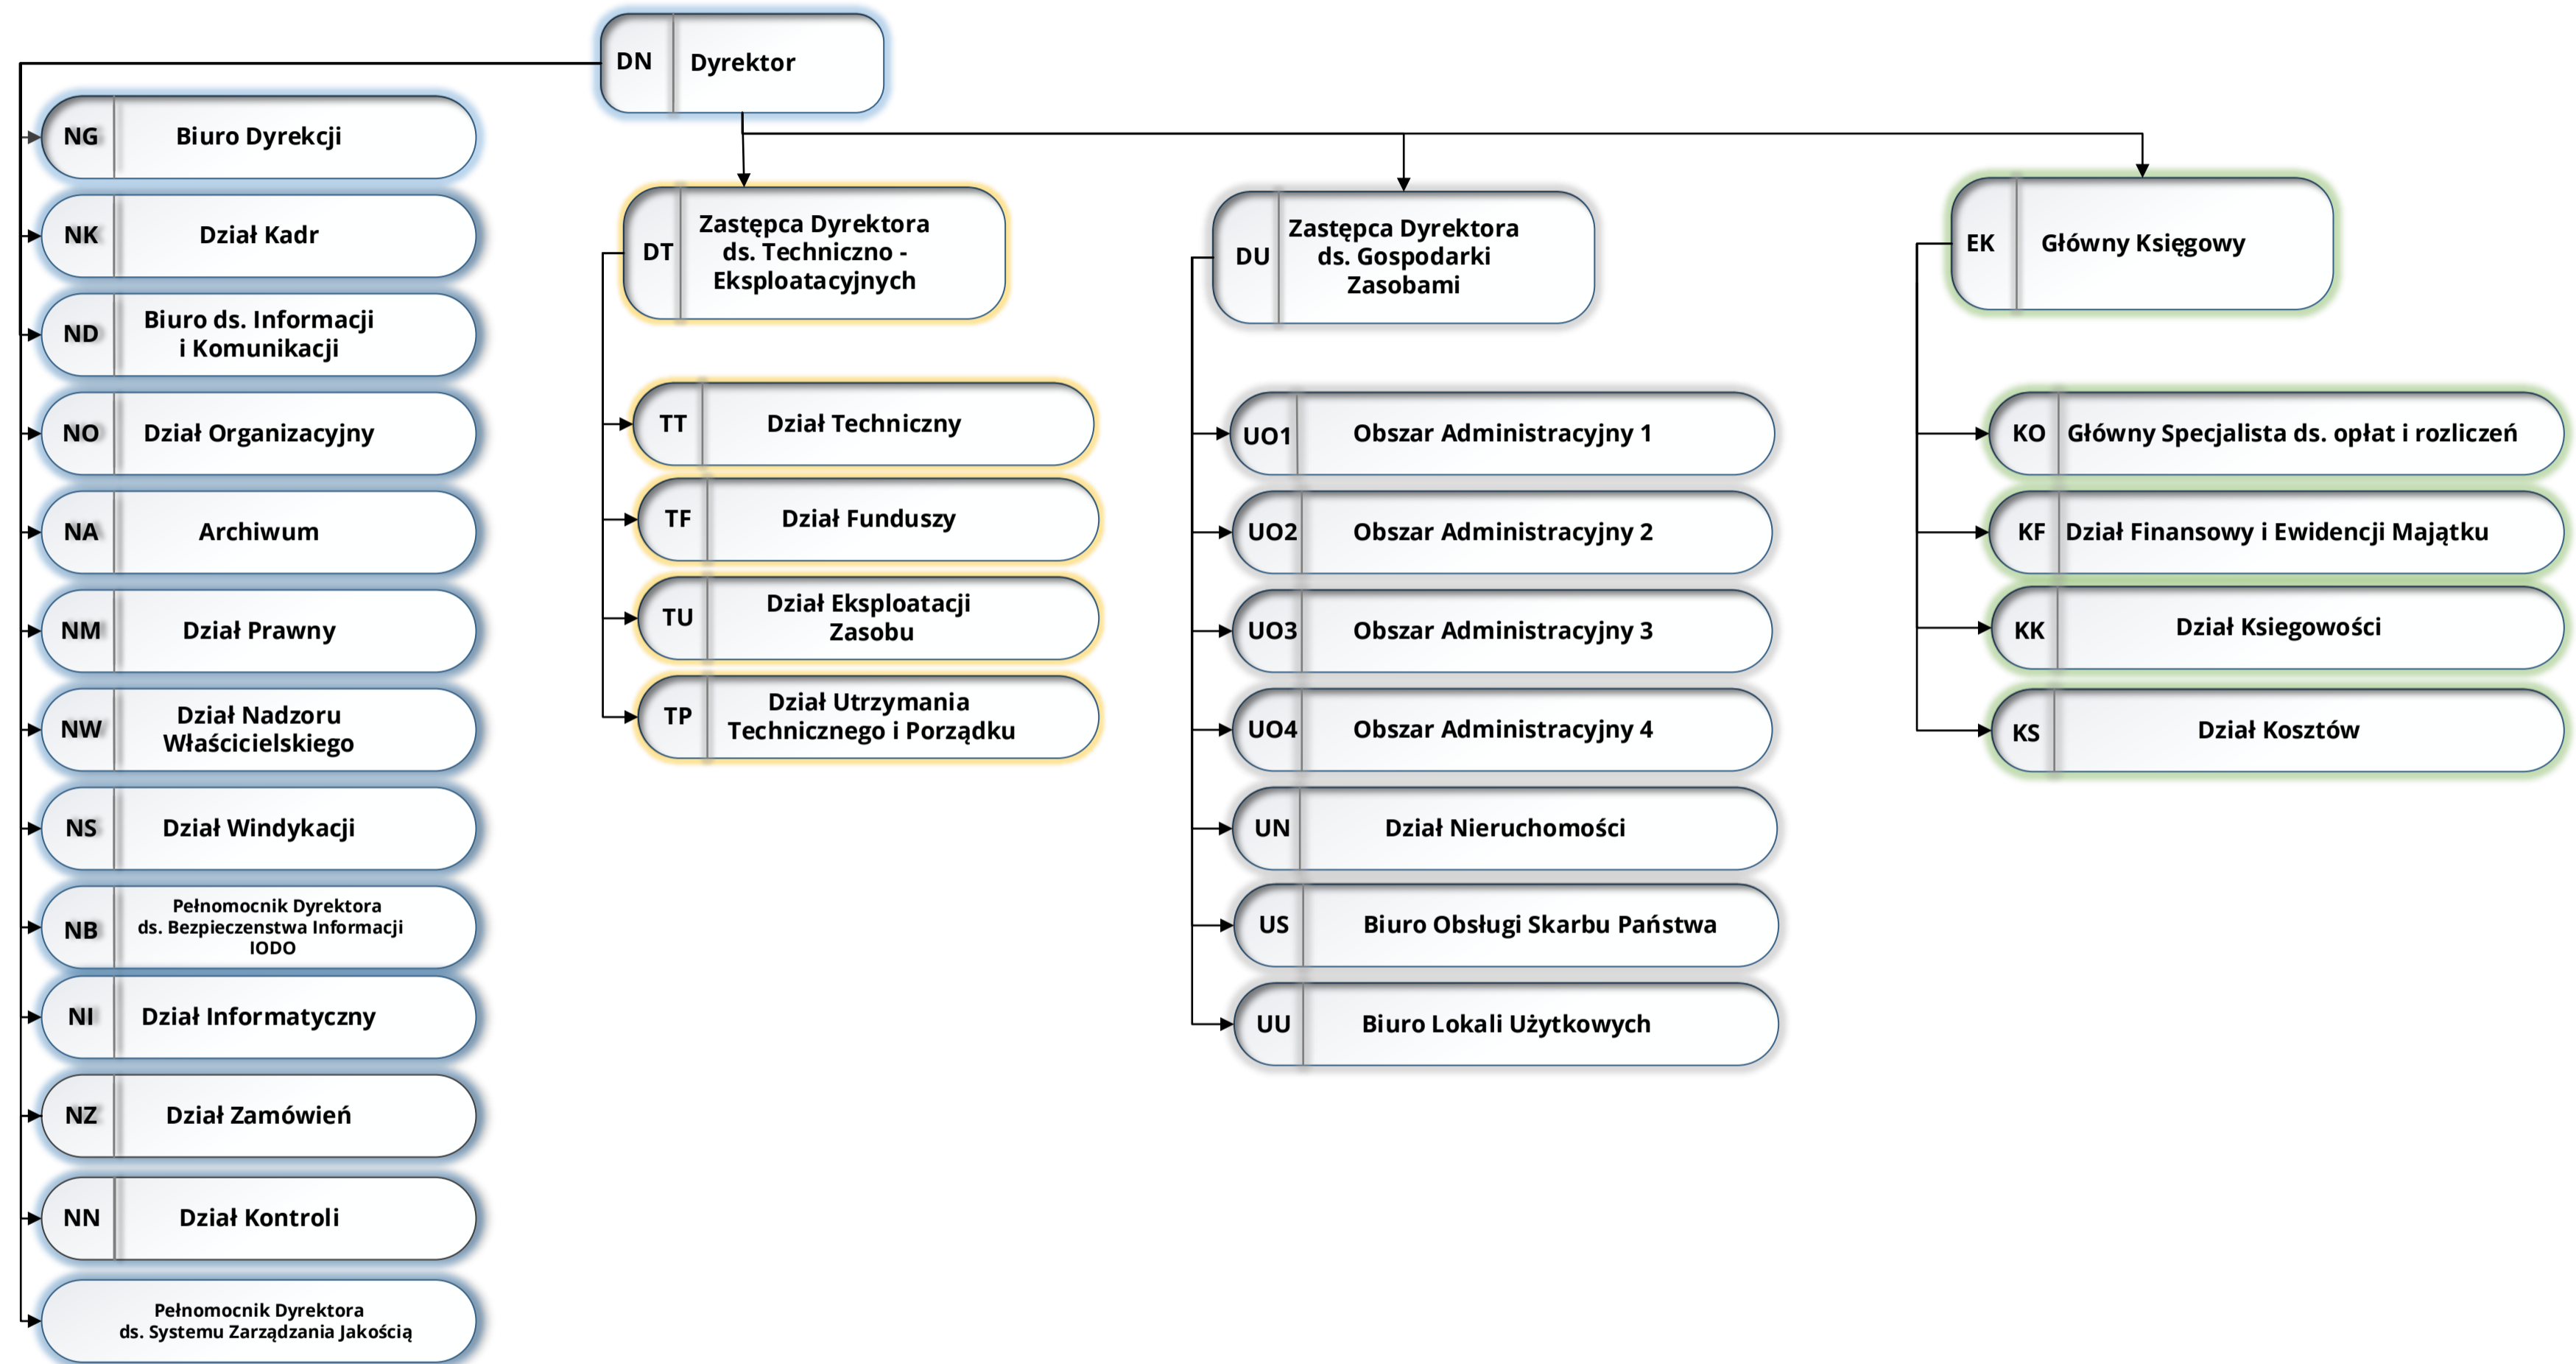 DN Dyrektor
NG Biuro Dyrekcji
NK Dział Kadr
ND Biuro ds. Informacji
i Komunikacji
NO Dział Organizacyjny
NA Archiwum
NM Dział Prawny
NW Dział Nadzoru
Właścicielskiego
NS Dział Windykacji
NB Pełnomocnik Dyrektora
ds. Bezpieczenstwa Informacji
IODO
NI Dział Informatyczny
NZ Dział Zamówień
NN Dział Kontroli
Pełnomocnik Dyrektora
ds. Systemu Zarządzania Jakością
DT Zastępca Dyrektora
ds. Techniczno -
Eksploatacyjnych
TT Dział Techniczny
TF Dział Funduszy
TU Dział Eksploatacji
Zasobu
TP Dział Utrzymania
Technicznego i Porządku
DU Zastępca Dyrektora
ds. Gospodarki
Zasobami
UO1 Obszar Administracyjny 1
UO2 Obszar Administracyjny 2
UO3 Obszar Administracyjny 3
UO4 Obszar Administracyjny 4
UN Dział Nieruchomości
US Biuro Obsługi Skarbu Państwa
UU Biuro Lokali Użytkowych
EK Główny Księgowy
KO Główny Specjalista ds. opłat i rozliczeń
KF Dział Finansowy i Ewidencji Majątku
KK Dział Ksiegowości
KS Dział Kosztów